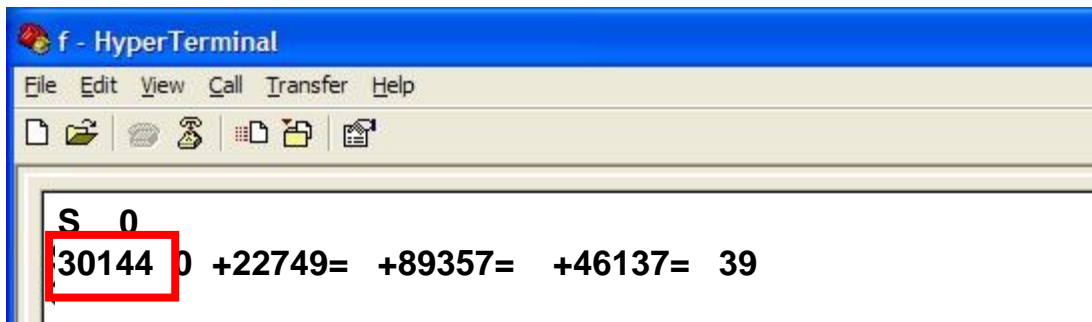 f - HyperTerminal
File Edit View Call Transfer Help
S 0
30144 0 +22749= +89357= +46137= 39